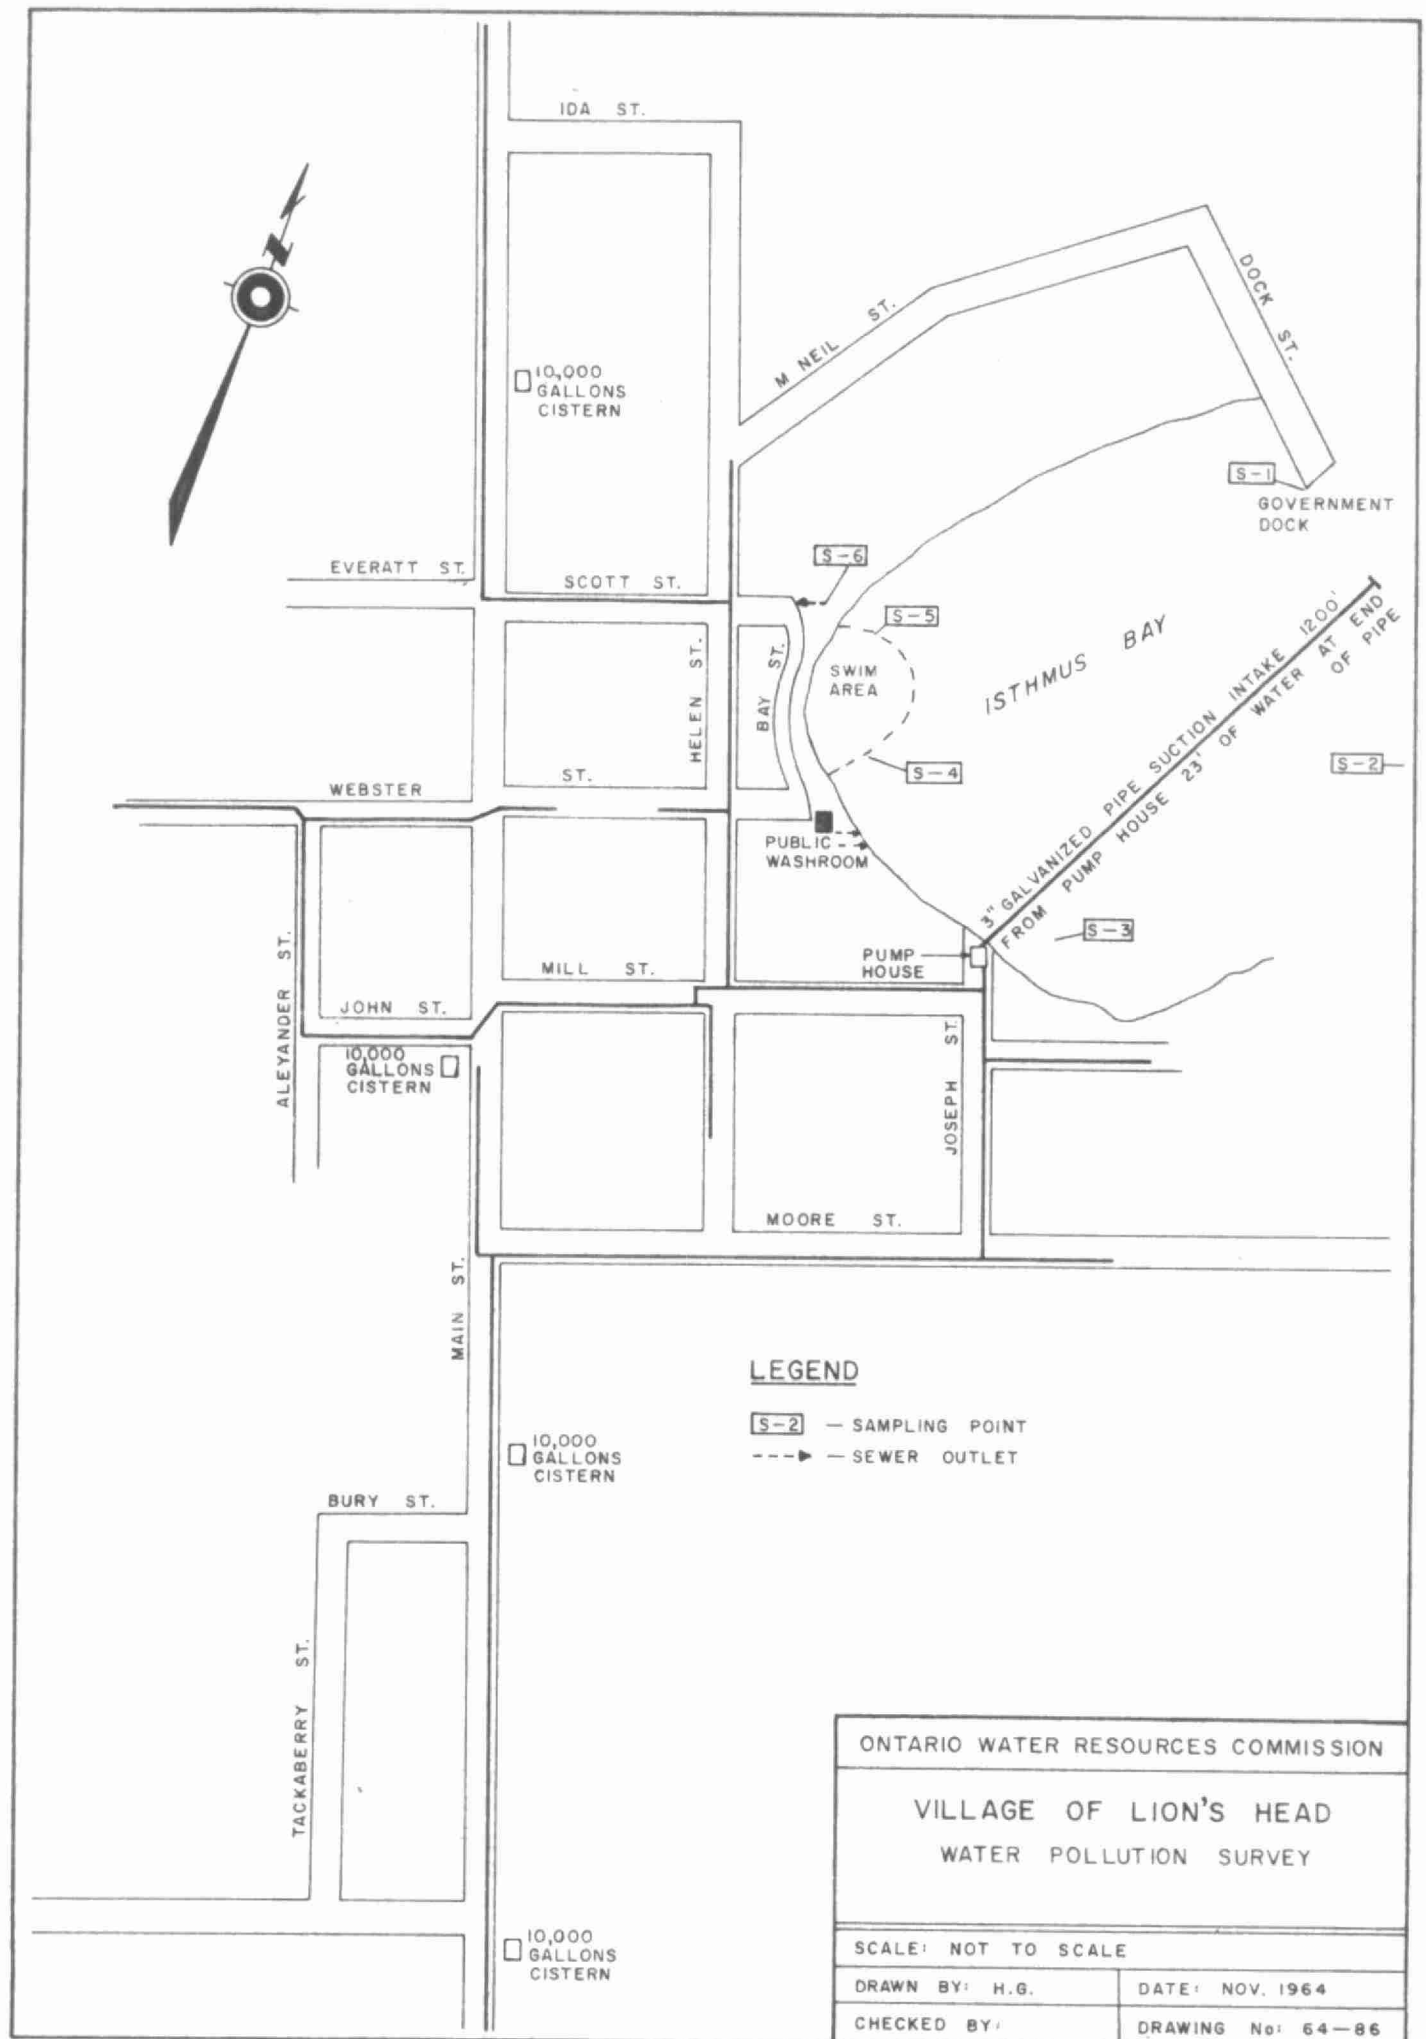 IDA ST.
N
DOCK ST.
M NEIL ST.
10,000
GALLONS
CISTERN
S-1
GOVERNMENT
DOCK
S-6
EVERATT ST.
SCOTT ST.
S-5
SWIM
AREA
ISTHMUS BAY
HELEN ST.
BAY ST.
3" GALVANIZED PIPE SUCTION INTAKE 1200'
FROM PUMP HOUSE 23' OF WATER AT END
OF PIPE
S-2
S-4
WEBSTER ST.
PUBLIC
WASHROOM
S-3
PUMP
HOUSE
MILL ST.
ALEYANDER ST.
JOHN ST.
10,000
GALLONS
CISTERN
JOSEPH ST.
MOORE ST.
MAIN ST.
LEGEND
S-2 — SAMPLING POINT
— SEWER OUTLET
10,000
GALLONS
CISTERN
BURY ST.
TACKABERRY ST.
10,000
GALLONS
CISTERN
ONTARIO WATER RESOURCES COMMISSION
VILLAGE OF LION'S HEAD
WATER POLLUTION SURVEY
SCALE: NOT TO SCALE
DRAWN BY: H.G.
DATE: NOV. 1964
CHECKED BY:
DRAWING No: 64-86